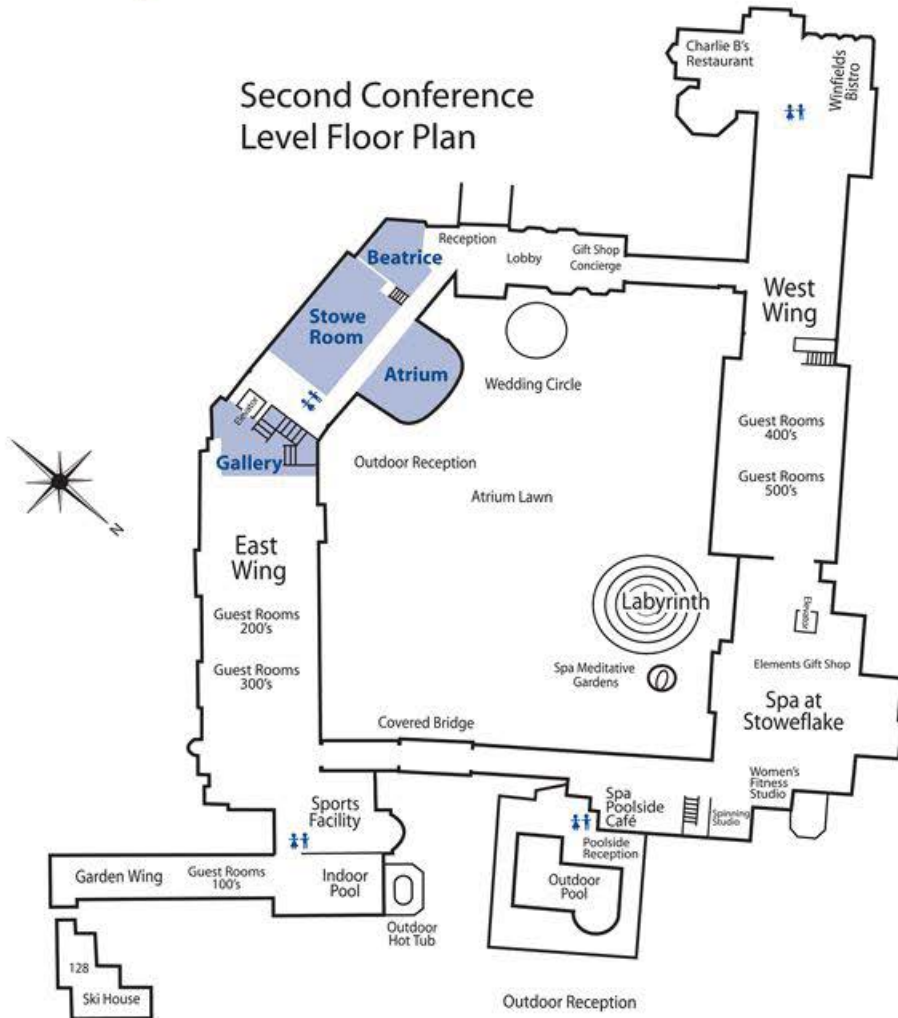 Second Conference
Level Floor Plan
Charlie B's
Restaurant
Winfields
Bistro
Reception
Lobby
Gift Shop
Concierge
Beatrice
Stowe
Room
Atrium
Wedding Circle
West
Wing
Elevator
Gallery
Outdoor Reception
Atrium Lawn
Guest Rooms
400's
Guest Rooms
500's
N
East
Wing
Guest Rooms
200's
Guest Rooms
300's
Labyrinth
Spa Meditative
Gardens
Elevator
Elements Gift Shop
Spa at
Stoweflake
Covered Bridge
Women's
Fitness
Studio
Spa
Poolside
Café
Spinning
Studio
Sports
Facility
Poolside
Reception
Garden Wing
Guest Rooms
100's
Indoor
Pool
Outdoor
Pool
Outdoor
Hot Tub
128
Ski House
Outdoor Reception